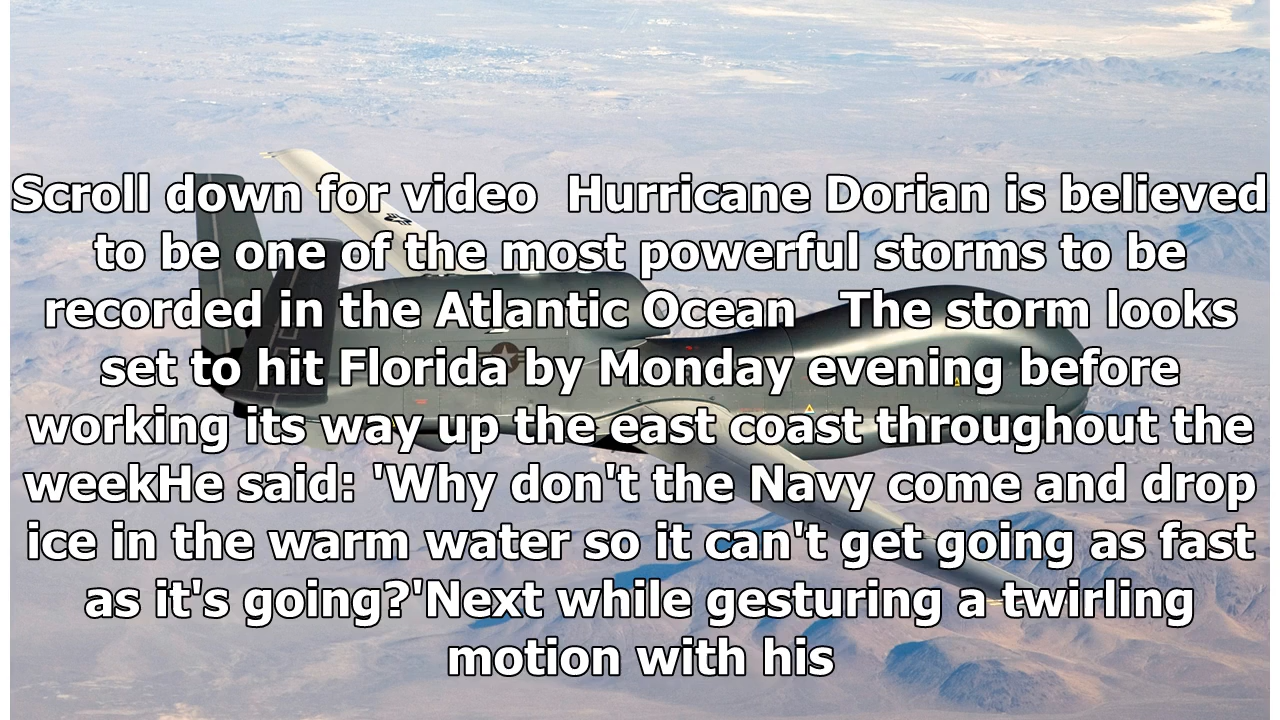 Scroll down for video  Hurricane Dorian is believed
to be one of the most powerful storms to be
recorded in the Atlantic Ocean   The storm looks
set to hit Florida by Monday evening before
working its way up the east coast throughout the
weekHe said: 'Why don't the Navy come and drop
ice in the warm water so it can't get going as fast
as it's going?'Next while gesturing a twirling
motion with his